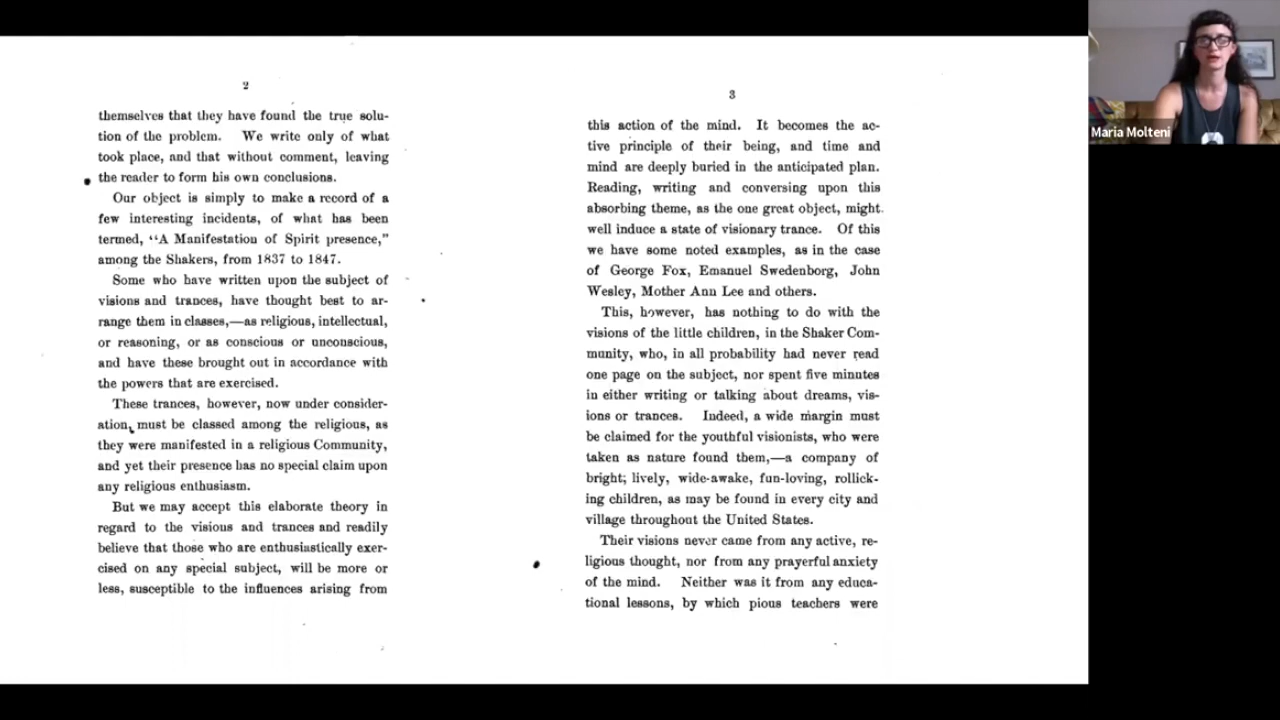 2
themselves that they have found the true solu-
tion of the problem. We write only of what
took place, and that without comment, leaving
the reader to form his own conclusions.
Our object is simply to make a record of a
few interesting incidents, of what has been
termed, "A Manifestation of Spirit presence,"
among the Shakers, from 1837 to 1847.
Some who have written upon the subject of
visions and trances, have thought best to ar-
range them in classes,—as religious, intellectual,
or reasoning, or as conscious or unconscious,
and have these brought out in accordance with
the powers that are exercised.
These trances, however, now under consider-
ation, must be classed among the religious, as
they were manifested in a religious Community,
and yet their presence has no special claim upon
any religious enthusiasm.
But we may accept this elaborate theory in
regard to the visious and trances and readily
believe that those who are enthusiastically exer-
cised on any special subject, will be more or
less, susceptible to the influences arising from
3
this action of the mind. It becomes the ac-
tive principle of their being, and time and
mind are deeply buried in the anticipated plan.
Reading, writing and conversing upon this
absorbing theme, as the one great object, might
well induce a state of visionary trance. Of this
we have some noted examples, as in the case
of George Fox, Emanuel Swedenborg, John
Wesley, Mother Ann Lee and others.
This, however, has nothing to do with the
visions of the little children, in the Shaker Com-
munity, who, in all probability had never read
one page on the subject, nor spent five minutes
in either writing or talking about dreams, vis-
ions or trances. Indeed, a wide margin must
be claimed for the youthful visionists, who were
taken as nature found them,—a company of
bright; lively, wide-awake, fun-loving, rollick-
ing children, as may be found in every city and
village throughout the United States.
Their visions never came from any active, re-
ligious thought, nor from any prayerful anxiety
of the mind. Neither was it from any educa-
tional lessons, by which pious teachers were
Maria Molteni